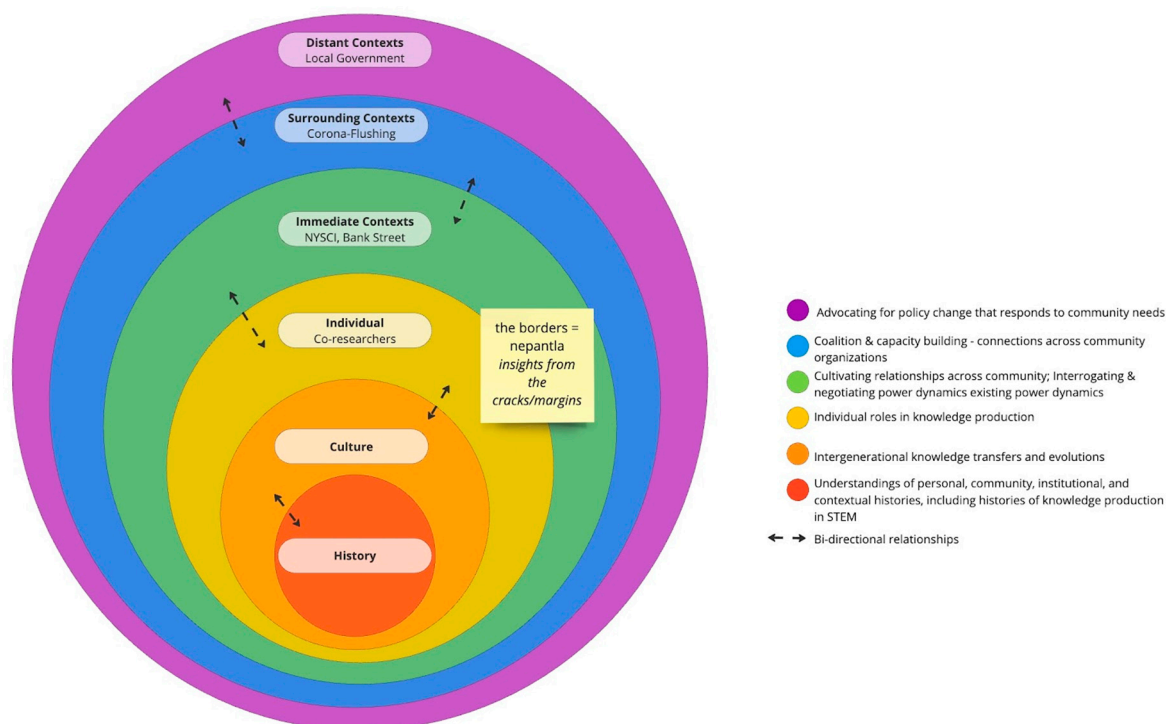 Distant Contexts
Local Government
Surrounding Contexts
Corona-Flushing
Immediate Contexts
NYSCI, Bank Street
Individual
Co-researchers
the borders =
nepantla
insights from
the
cracks/margins
Culture
History
Advocating for policy change that responds to community needs
Coalition & capacity building - connections across community
organizations
Cultivating relationships across community; Interrogating &
negotiating power dynamics existing power dynamics
Individual roles in knowledge production
Intergenerational knowledge transfers and evolutions
Understandings of personal, community, institutional, and
contextual histories, including histories of knowledge production
in STEM
Bi-directional relationships